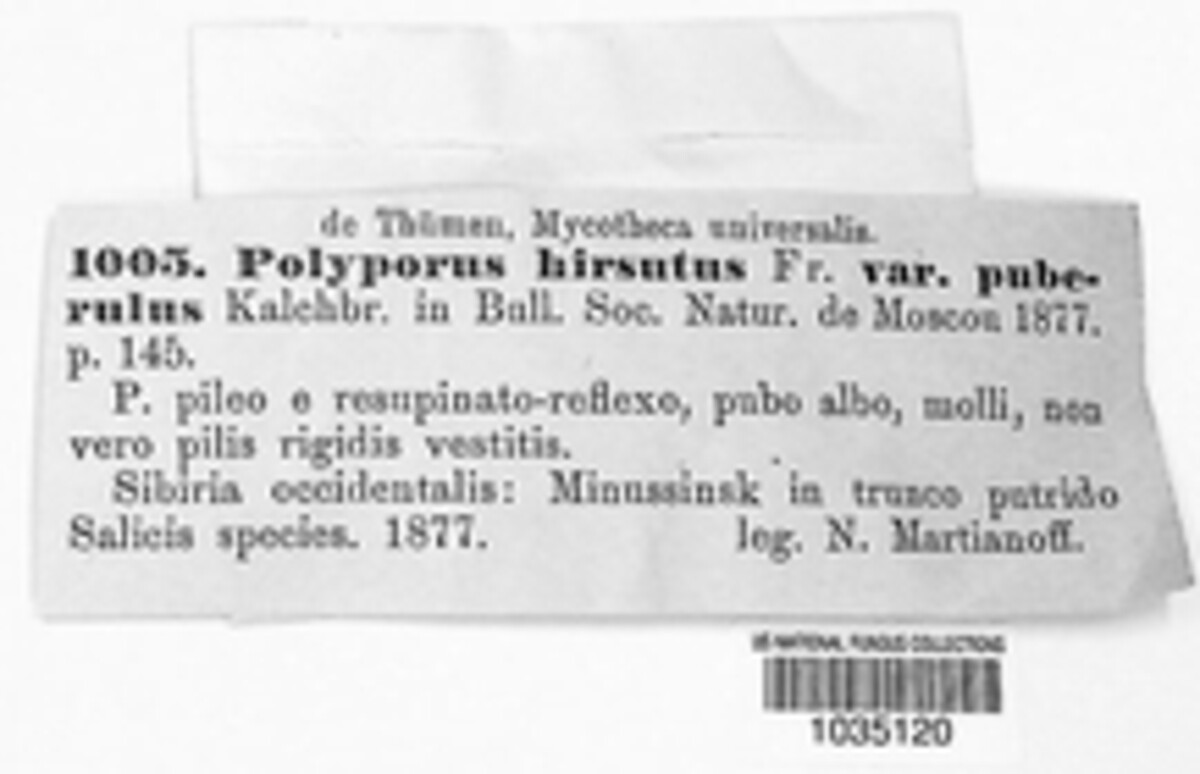 de Thümen, Mycotheca universalis.
1005. Polyporus hirsutus Fr. var. pube-
rulus Kalchbr. in Bull. Soc. Natur. de Moscou 1877.
p. 145.
P. pileo e resupinato-reflexo, pube albo, molli, non
vero pilis rigidis vestitis.
Sibiria occidentalis: Minussinsk in trunco putrido
Salicis species. 1877. leg. N. Martianoff.
US NATIONAL FUNGUS COLLECTIONS
1035120